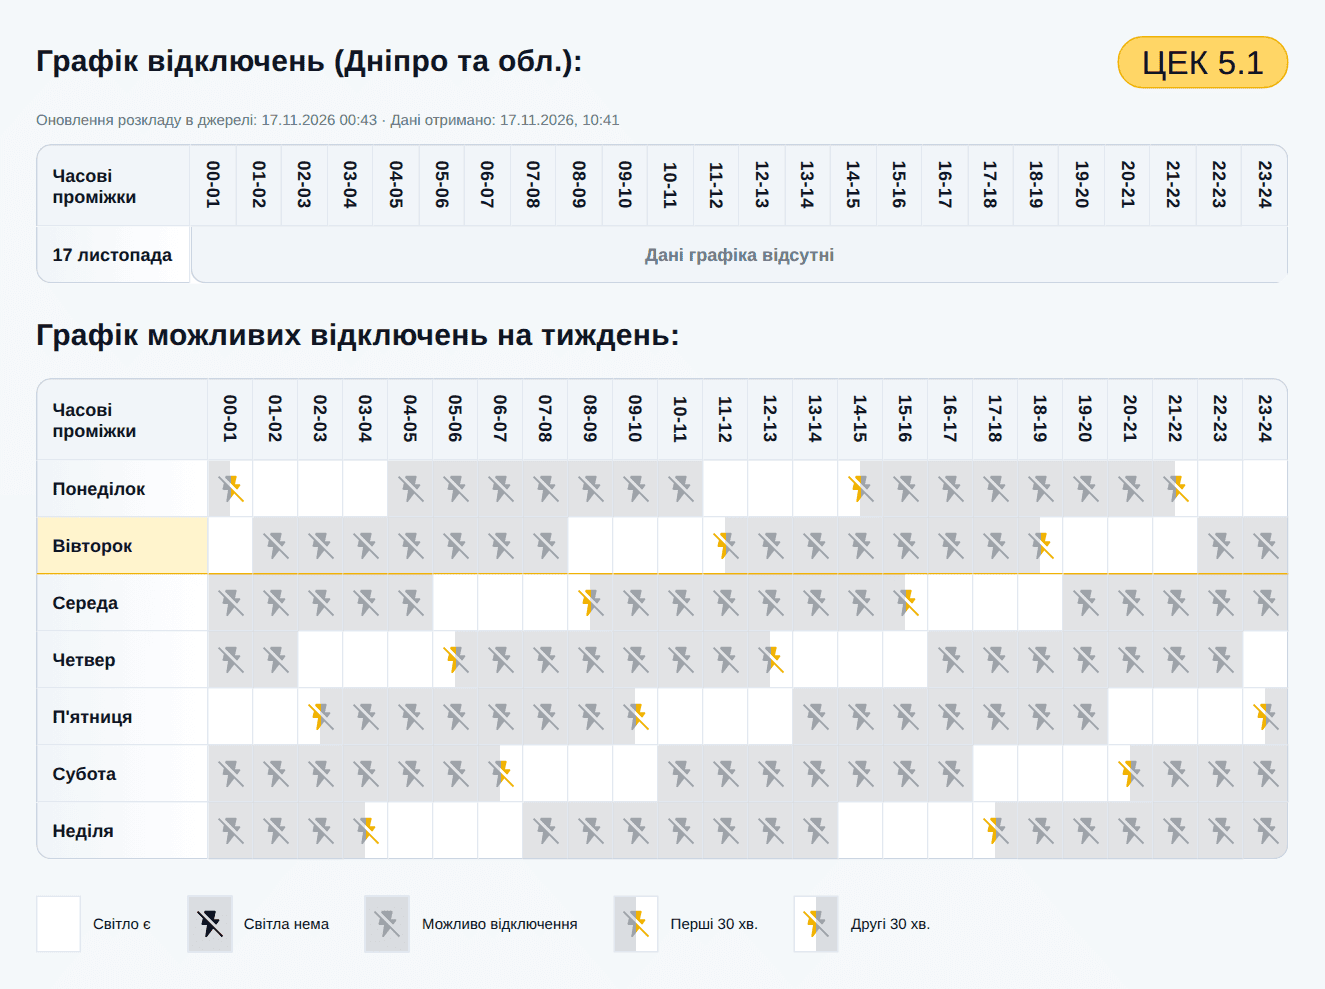 Графік відключень (Дніпро та обл.):
ЦЕК 5.1
Оновлення розкладу в джерелі: 17.11.2026 00:43 · Дані отримано: 17.11.2026, 10:41
Часові проміжки 00-01 01-02 02-03 03-04 04-05 05-06 06-07 07-08 08-09 09-10 10-11 11-12 12-13 13-14 14-15 15-16 16-17 17-18 18-19 19-20 20-21 21-22 22-23 23-24
17 листопада Дані графіка відсутні
Графік можливих відключень на тиждень:
Часові проміжки 00-01 01-02 02-03 03-04 04-05 05-06 06-07 07-08 08-09 09-10 10-11 11-12 12-13 13-14 14-15 15-16 16-17 17-18 18-19 19-20 20-21 21-22 22-23 23-24
Понеділок
Вівторок
Середа
Четвер
П'ятниця
Субота
Неділя
Світло є Світла нема Можливо відключення Перші 30 хв. Другі 30 хв.